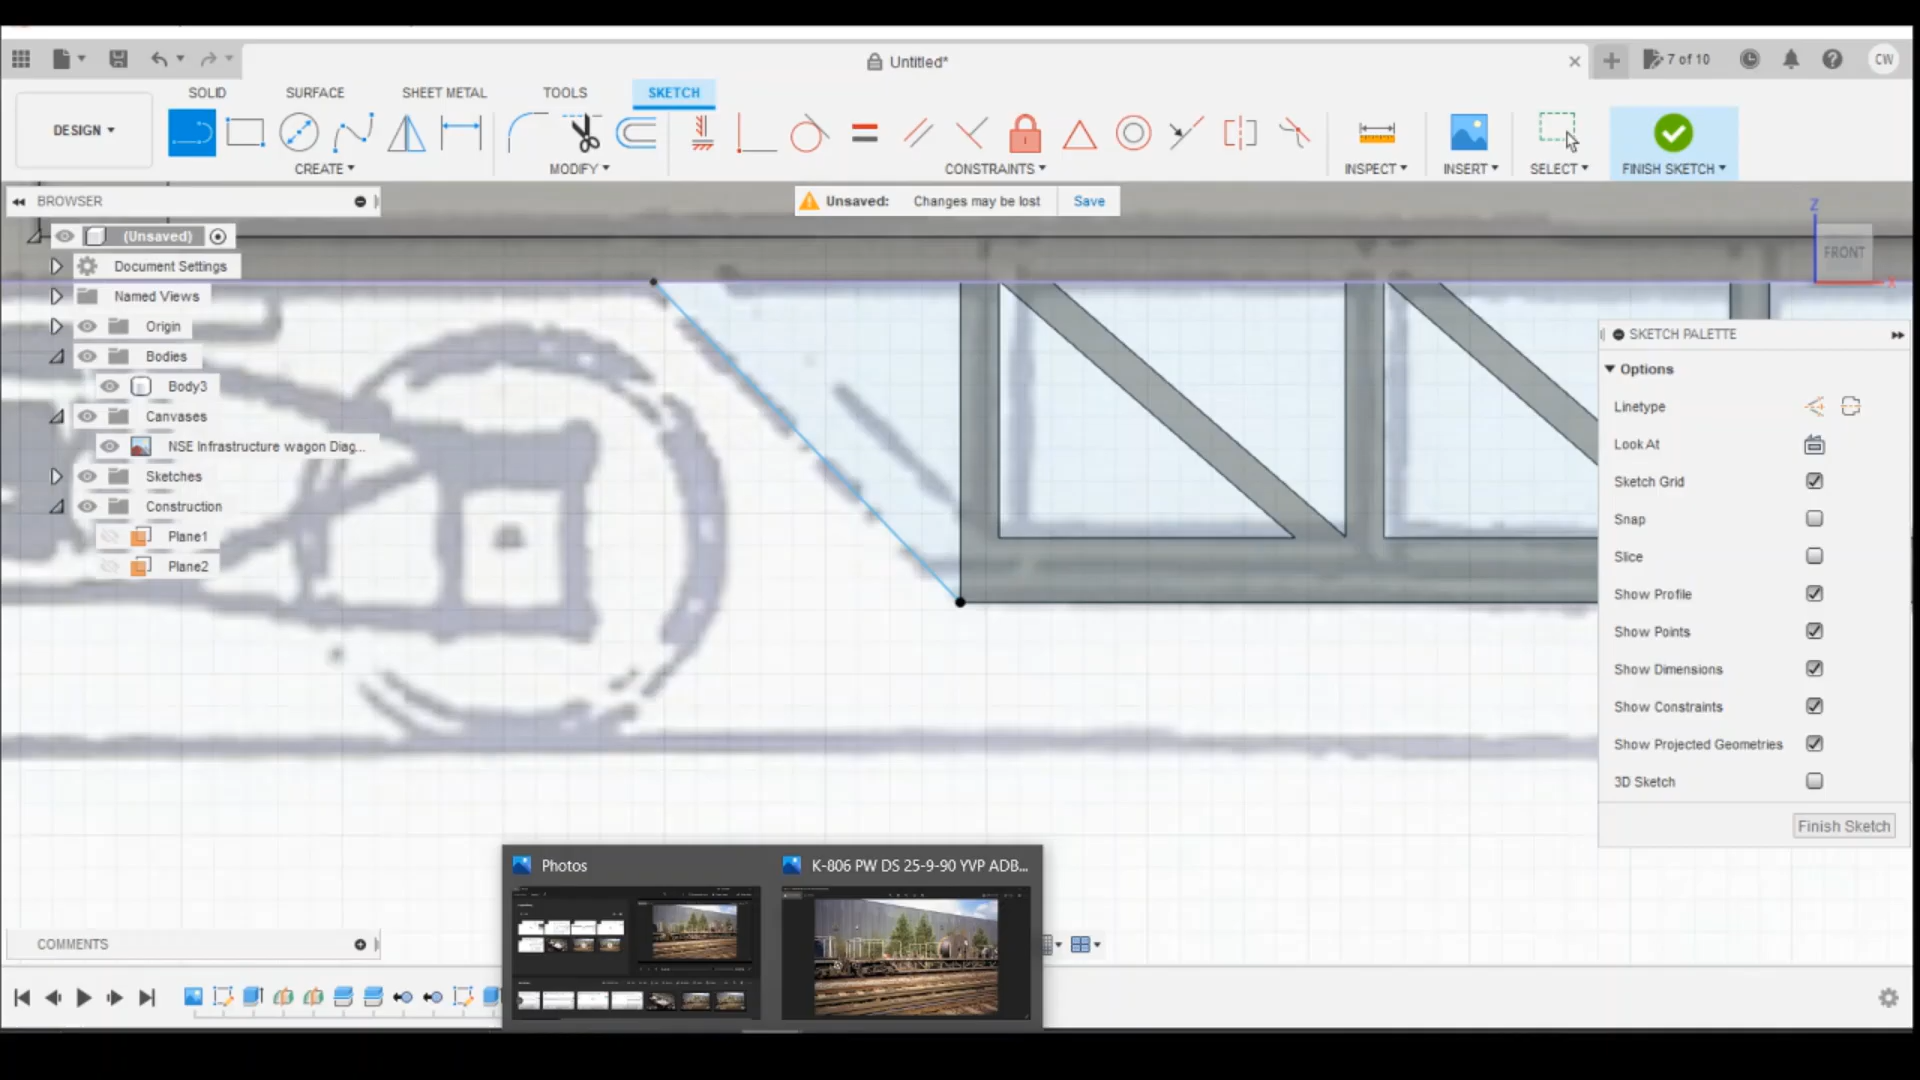 Untitled*
7 of 10
CW
DESIGN
SOLID
SURFACE
SHEET METAL
TOOLS
SKETCH
CREATE
MODIFY
CONSTRAINTS
INSPECT
INSERT
SELECT
FINISH SKETCH
BROWSER
Unsaved:
Changes may be lost
Save
(Unsaved)
Document Settings
Named Views
Origin
Bodies
Body3
Canvases
NSE Infrastructure wagon Diag...
Sketches
Construction
Plane1
Plane2
Z
FRONT
X
SKETCH PALETTE
Options
Linetype
Look At
Sketch Grid
Snap
Slice
Show Profile
Show Points
Show Dimensions
Show Constraints
Show Projected Geometries
3D Sketch
Finish Sketch
Photos
K-806 PW DS 25-9-90 YVP ADB...
COMMENTS